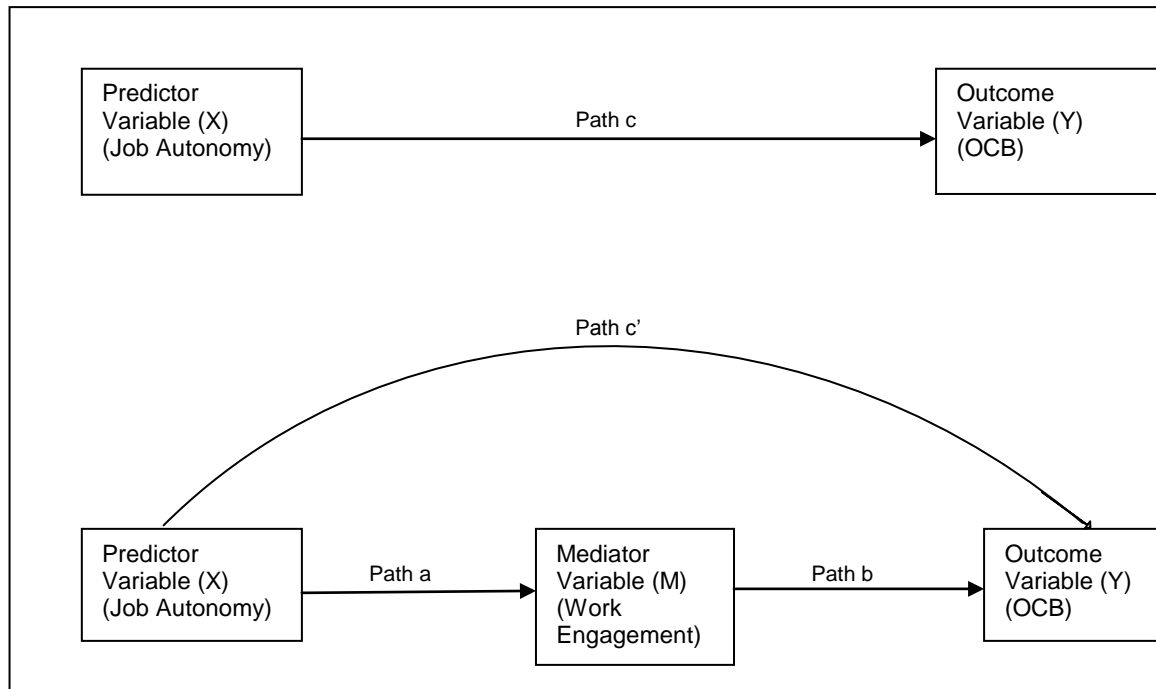 Predictor
Variable (X)
(Job Autonomy)
Path c
Outcome
Variable (Y)
(OCB)
Path c’
Predictor
Variable (X)
(Job Autonomy)
Path a
Mediator
Variable (M)
(Work
Engagement)
Path b
Outcome
Variable (Y)
(OCB)